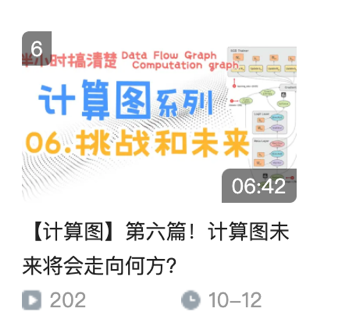 6
半小时搞清楚 Data Flow Graph
Computation graph
计算图系列
06.挑战和未来
06:42
【计算图】第六篇！计算图未
来将会走向何方？
202
10-12